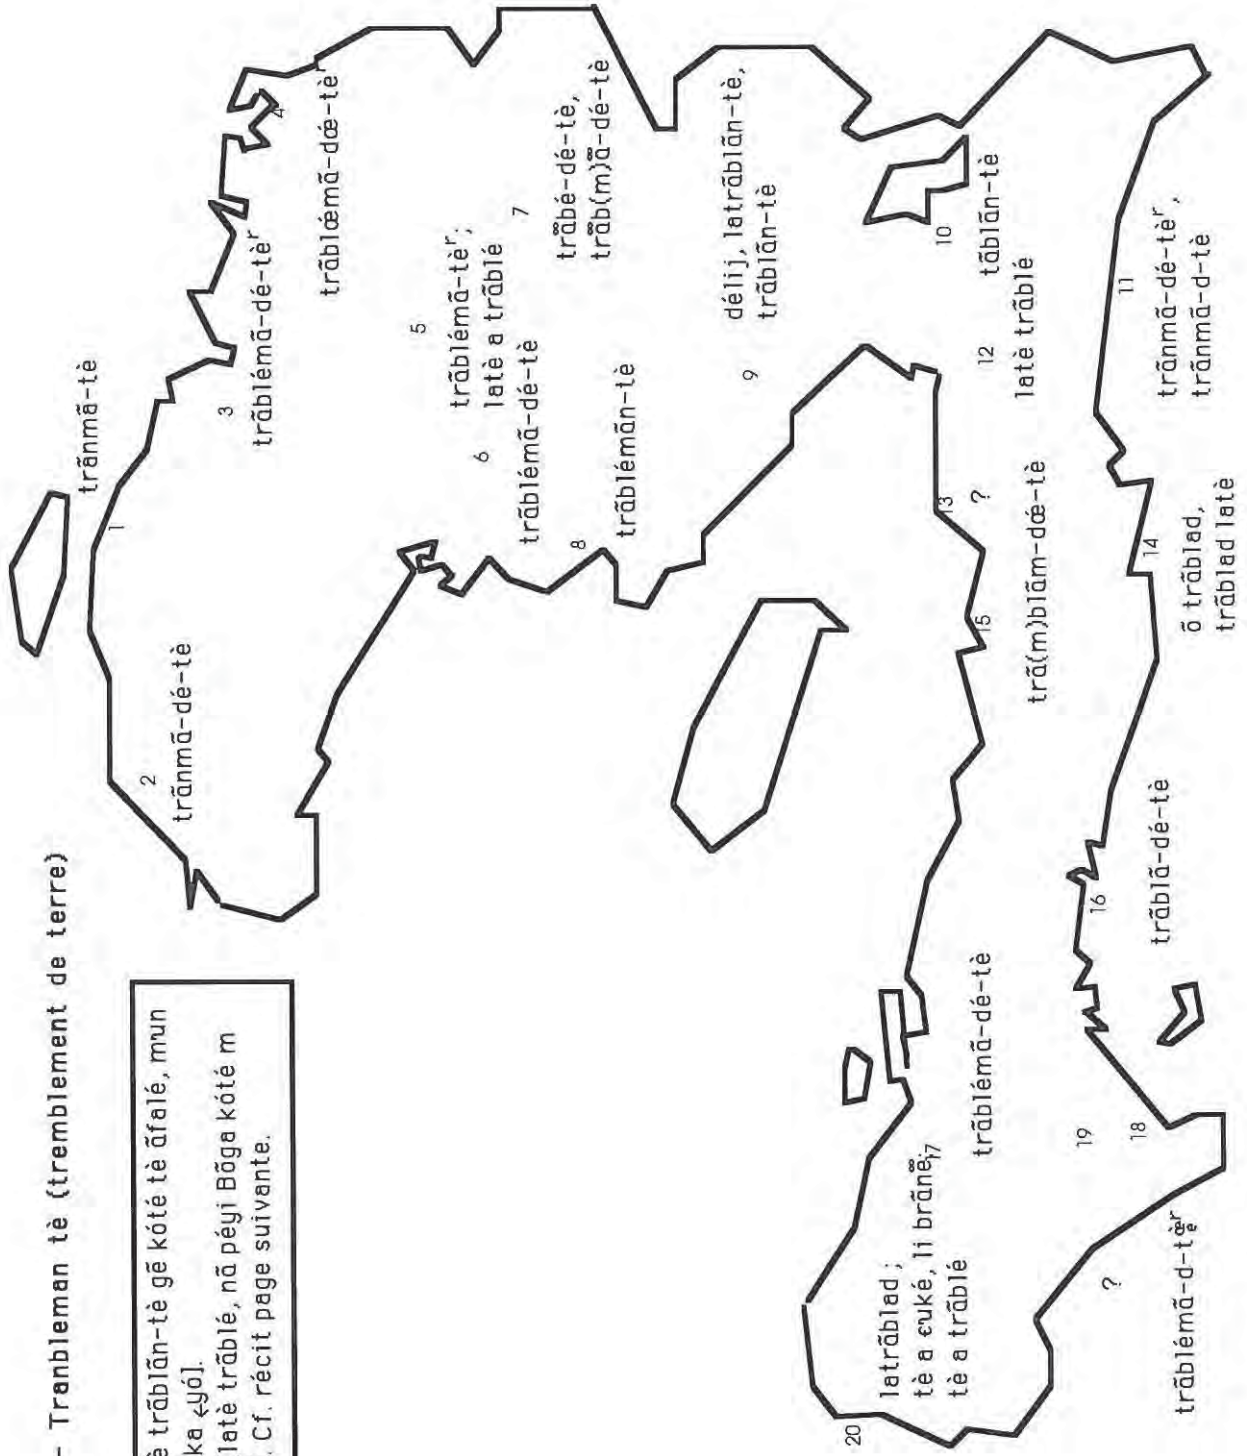 - Tranbleman tè (tremblement de terre)
è trãblãn-tè gẽ kóté tè ãfalé, mun
ka yó].
latè trãblé, nã péyi Bõga kóté m
. Cf. récit page suivante.
trãnmã-tè
1
2
trãnmã-dé-tè
3
trãblémã-dé-tèʳ
4
trãblœmã-dœ-tèʳ
5
trãblémã-tèʳ;
latè a trãblé
6
trãblémã-dé-tè
7
trãbé-dé-tè,
trãb(m)ã-dé-tè
8
trãblémãn-tè
9
délij, latrãblãn-tè,
trãblãn-tè
10
tãblãn-tè
11
trãnmã-dé-tèʳ,
trãnmã-d-tè
12
latè trãblé
13
?
14
õ trãblad,
trãblad latè
15
trã(m)blãm-dœ-tè
16
trãblã-dé-tè
17
trãblémã-dé-tè
18
19
trãblémã-d-tèʳ
?
20
latrãblad ;
tè a ɛuké, li brãnẽ;
tè a trãblé